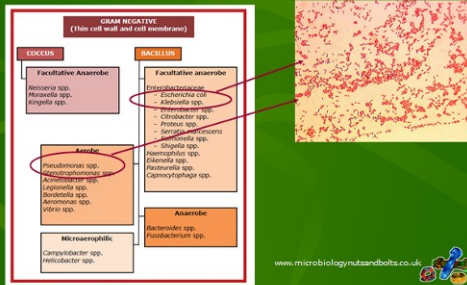 GRAM NEGATIVE
(Thin cell wall and cell membrane)
COCCUS
BACILLUS
Facultative Anaerobe
Neisseria spp.
Moraxella spp.
Kingella spp.
Facultative anaerobe
Enterobacteriaceae
- Escherichia coli
- Klebsiella spp.
- Enterobacter spp.
- Citrobacter spp.
- Proteus spp.
- Serratia marcescens
- Salmonella spp.
- Shigella spp.
Haemophilus spp.
Eikenella spp.
Pasteurella spp.
Capnocytophaga spp.
Aerobe
Pseudomonas spp.
Stenotrophomonas spp.
Acinetobacter spp.
Legionella spp.
Bordetella spp.
Aeromonas spp.
Vibrio spp.
Anaerobe
Bacteroides spp.
Fusobacterium spp.
Microaerophilic
Campylobacter spp.
Helicobacter spp.
www.microbiologynutsandbolts.co.uk